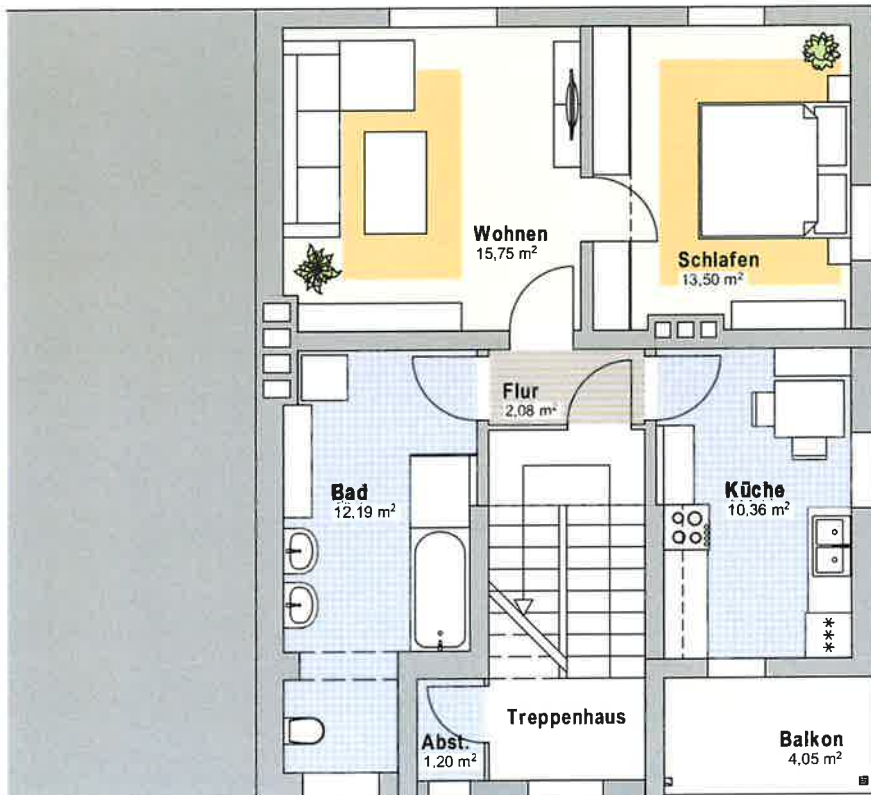 Wohnen
15,75 m²
Schlafen
13,50 m²
Flur
2,08 m²
Bad
12,19 m²
Küche
10,36 m²
Treppenhaus
Abst.
1,20 m²
Balkon
4,05 m²